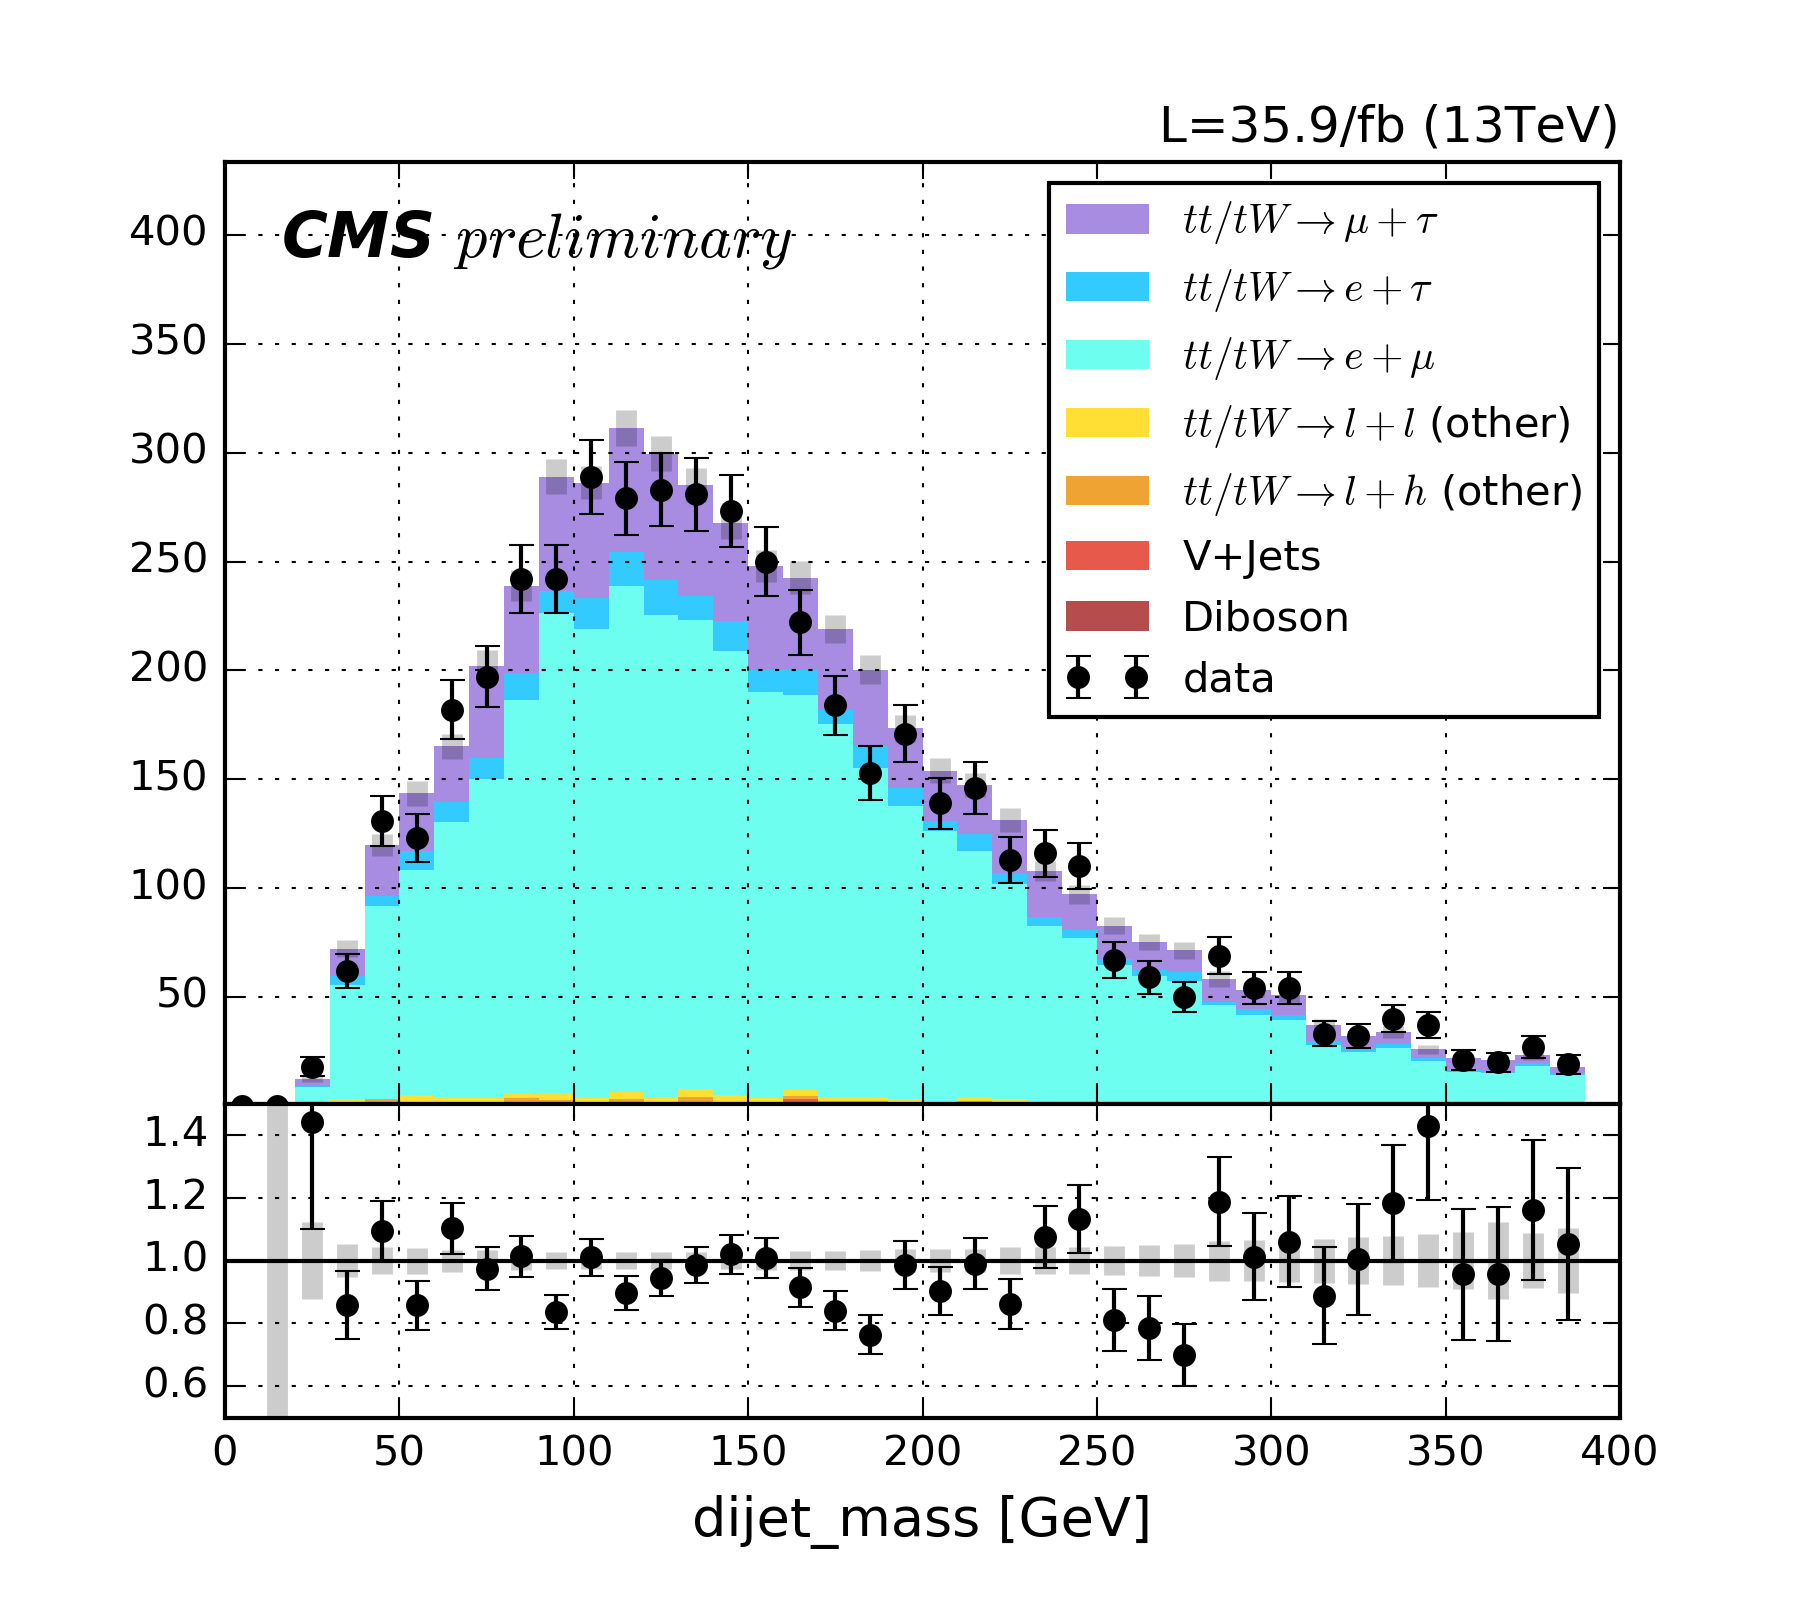 L=35.9/fb (13TeV)
CMS preliminary
tt/tW→μ+τ
tt/tW→e+τ
tt/tW→e+μ
tt/tW→l+l (other)
tt/tW→l+h (other)
V+Jets
Diboson
data
400
350
300
250
200
150
100
50
1.4
1.2
1.0
0.8
0.6
0 50 100 150 200 250 300 350 400
dijet_mass [GeV]